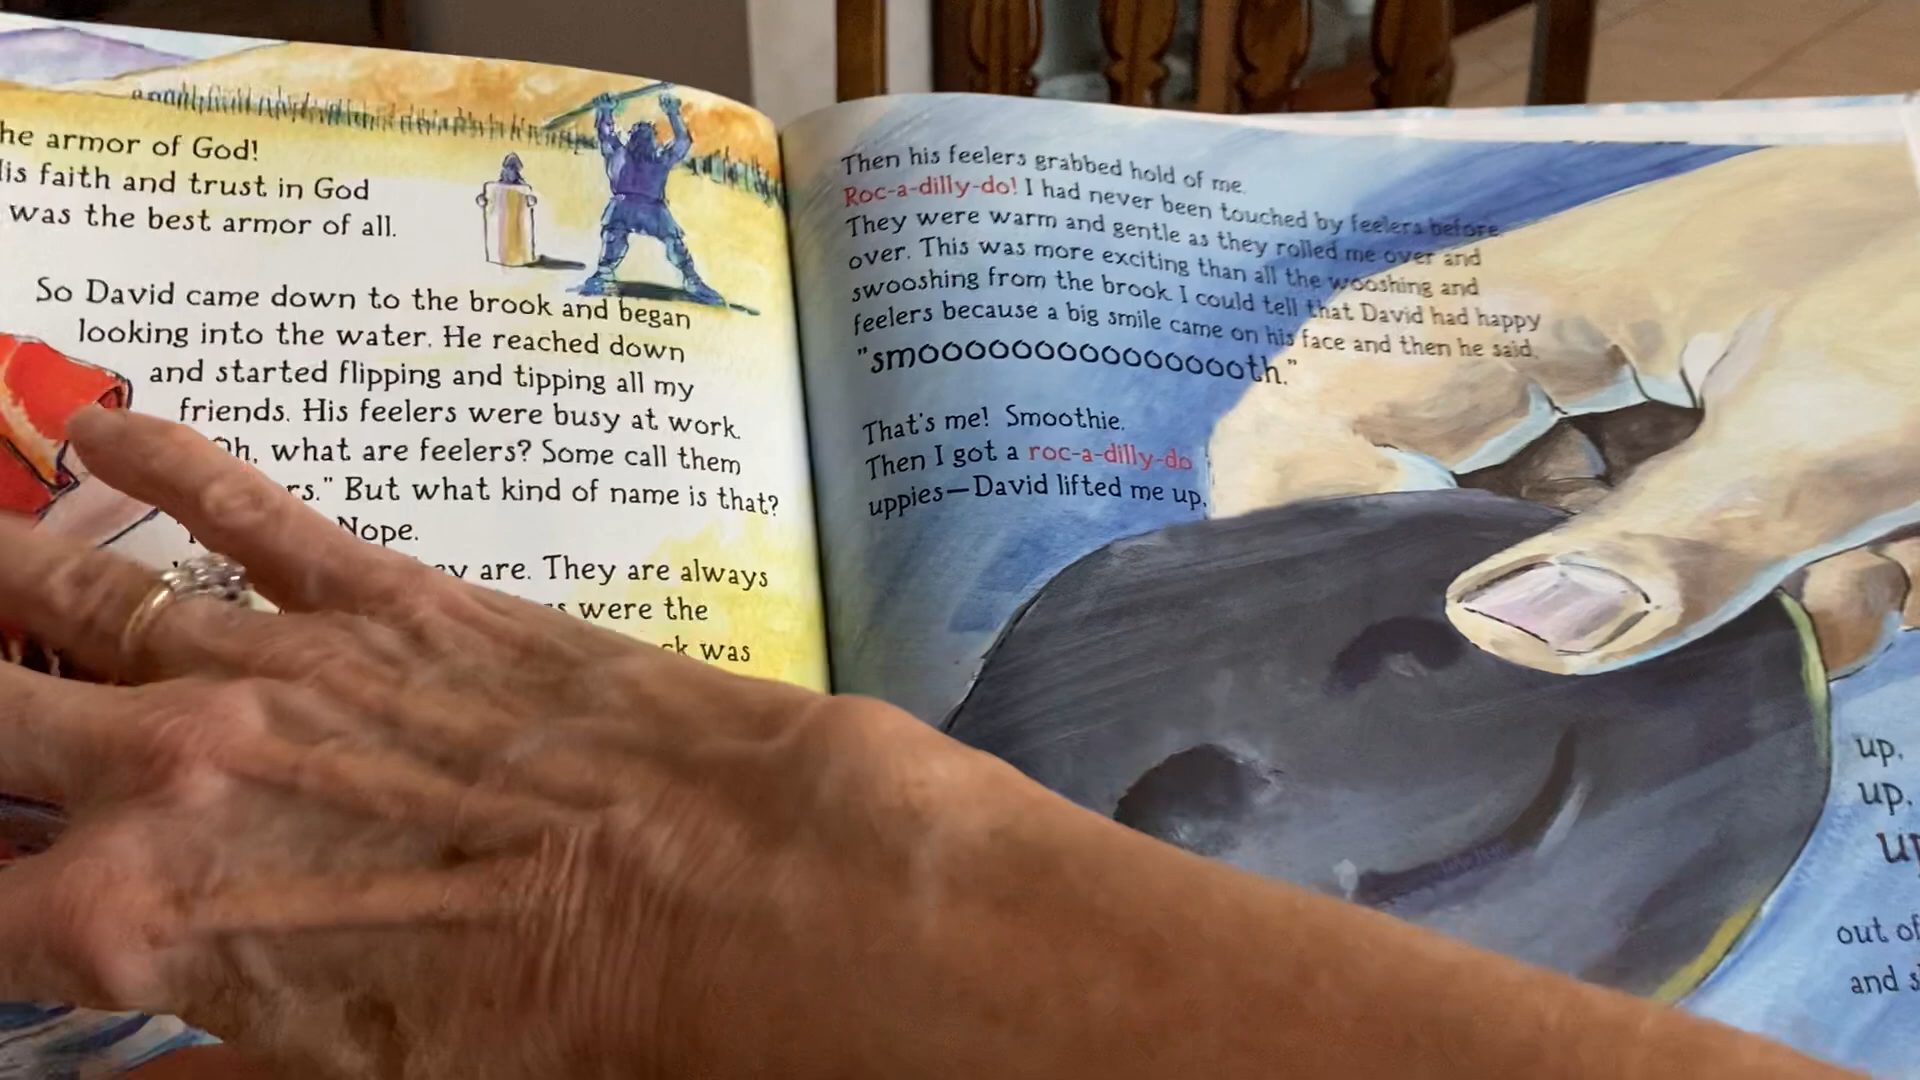 he armor of God!
is faith and trust in God
was the best armor of all.
So David came down to the brook and began
looking into the water. He reached down
and started flipping and tipping all my
friends. His feelers were busy at work.
Oh, what are feelers? Some call them
rs." But what kind of name is that?
Nope.
ey are. They are always
s were the
ck was
Then his feelers grabbed hold of me.
Roc-a-dilly-do! I had never been touched by feelers before.
They were warm and gentle as they rolled me over and
over. This was more exciting than all the wooshing and
swooshing from the brook. I could tell that David had happy
feelers because a big smile came on his face and then he said,
"smooooooooooooooooth."
That's me! Smoothie.
Then I got a roc-a-dilly-do
uppies—David lifted me up,
up,
up,
up
out of
and s